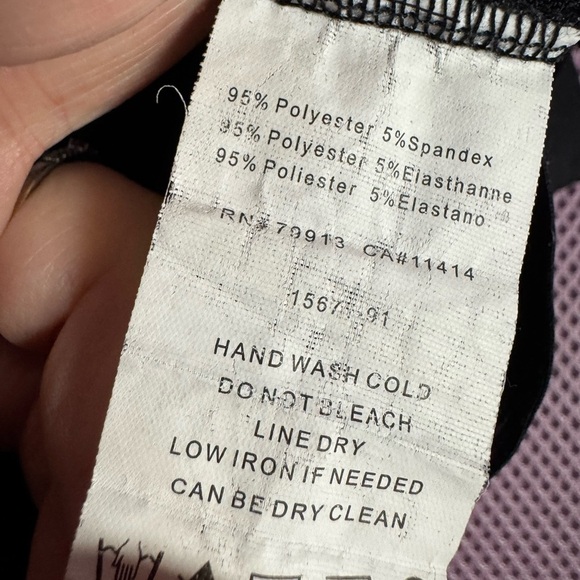 95% Polyester 5%Spandex
95% Polyester 5%Elasthanne
95% Poliester 5%Elastano
RN# 79913 CA#11414
HAND WASH COLD
DO NOT BLEACH
LINE DRY
LOW IRON IF NEEDED
CAN BE DRY CLEAN